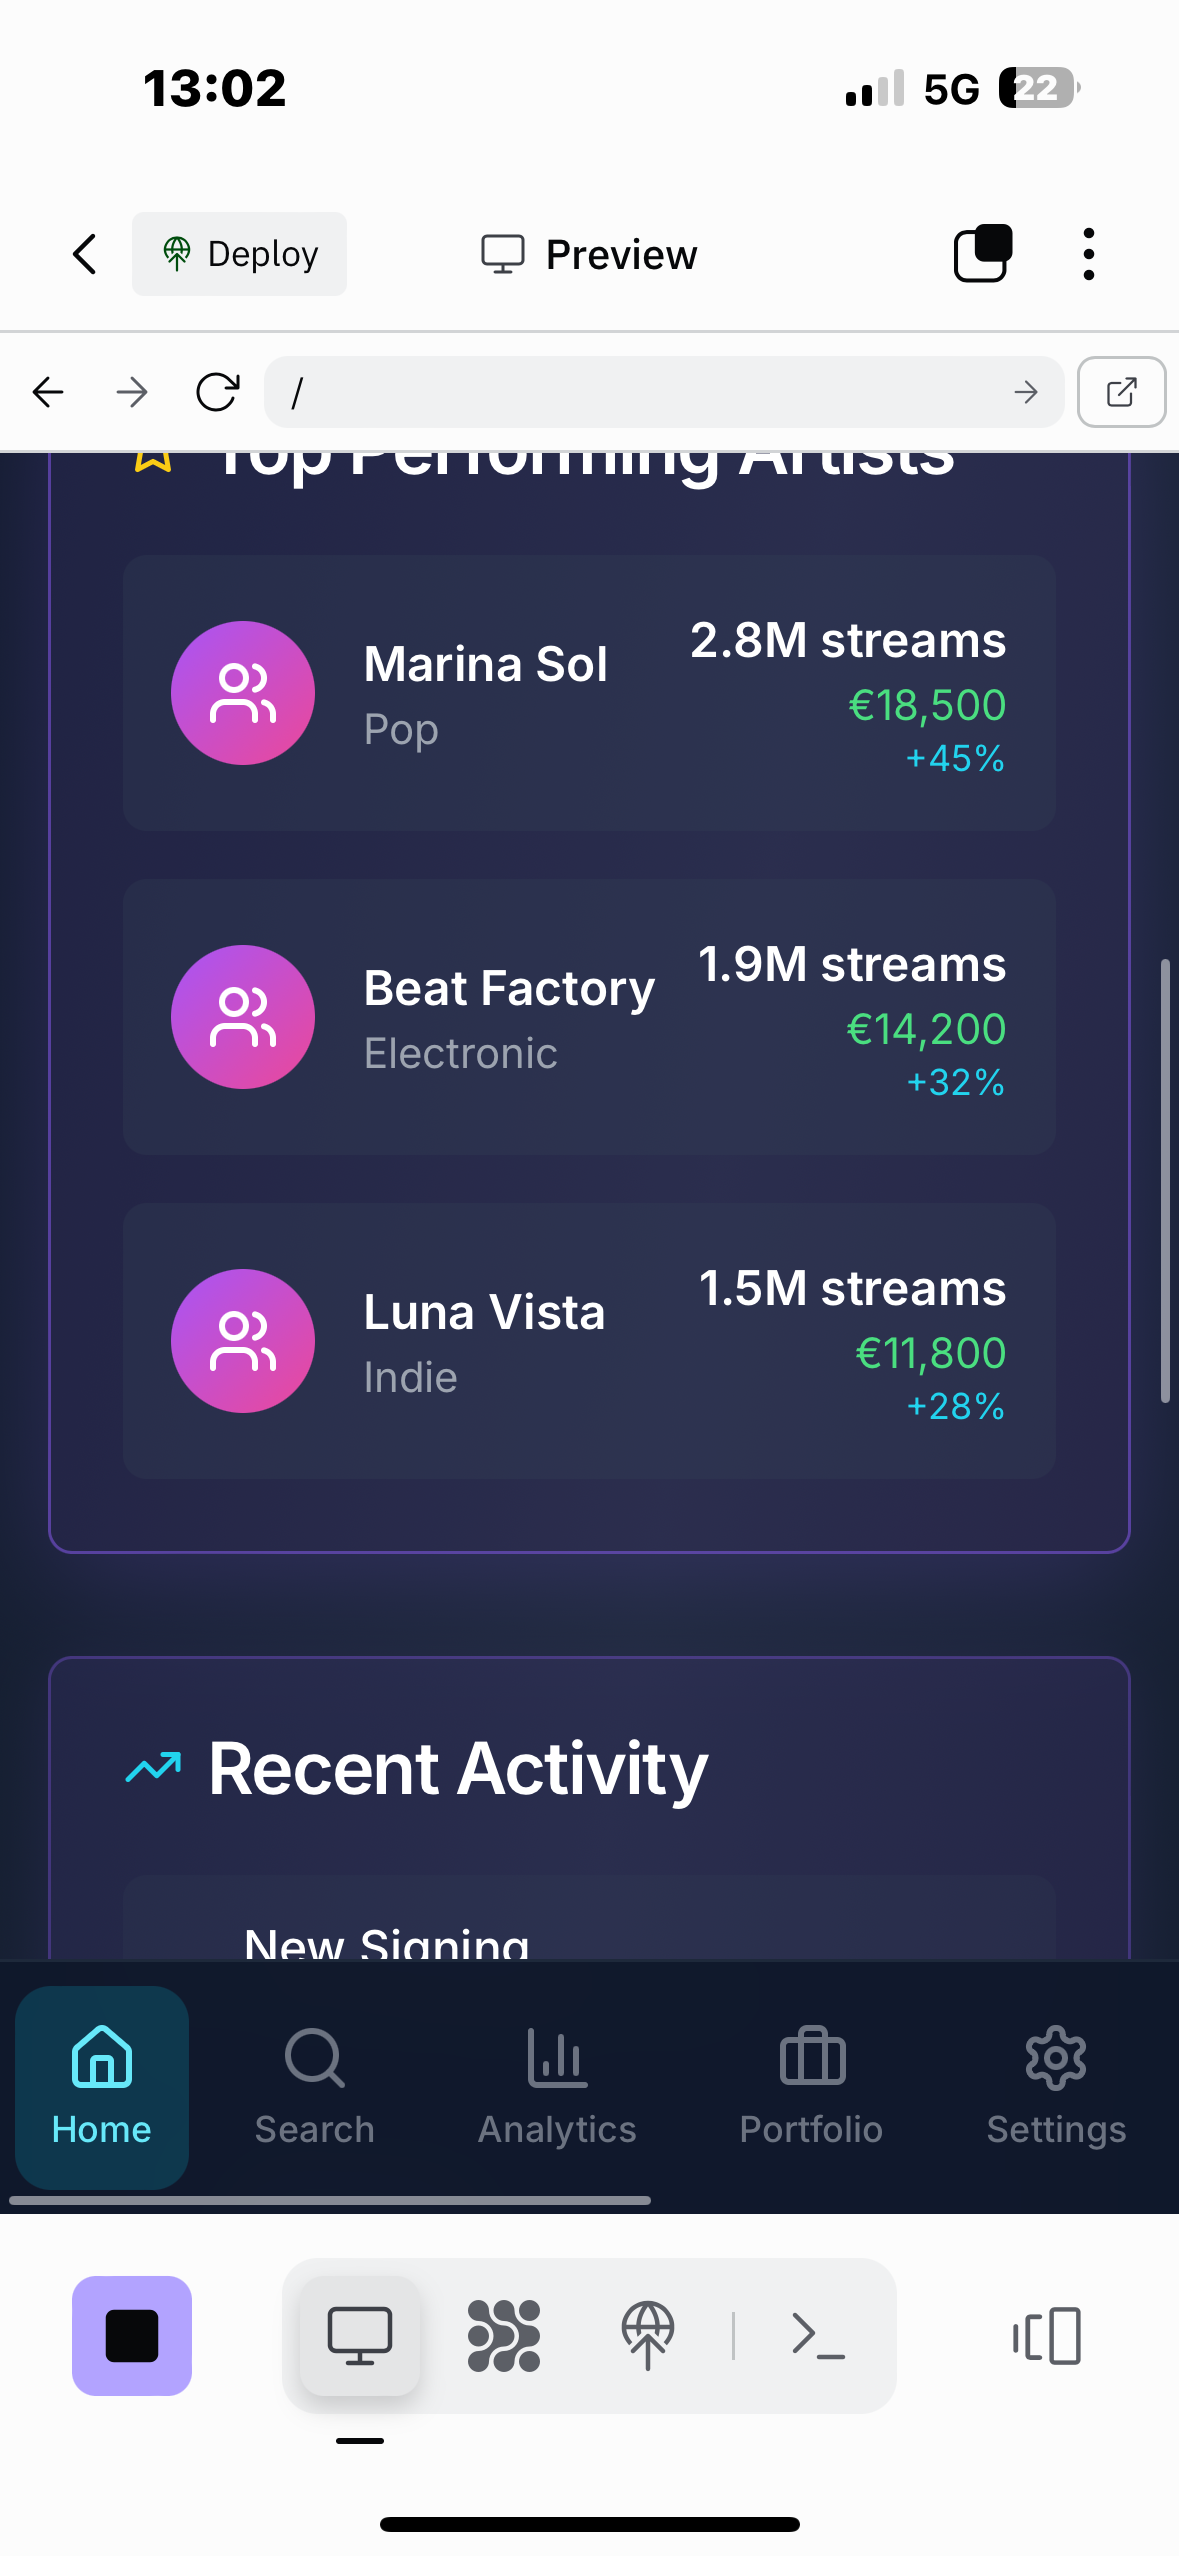 13:02
5G 22
Deploy
Preview
/
Top Performing Artists
Marina Sol
Pop
2.8M streams
€18,500
+45%
Beat Factory
Electronic
1.9M streams
€14,200
+32%
Luna Vista
Indie
1.5M streams
€11,800
+28%
Recent Activity
New Signing
Home
Search
Analytics
Portfolio
Settings